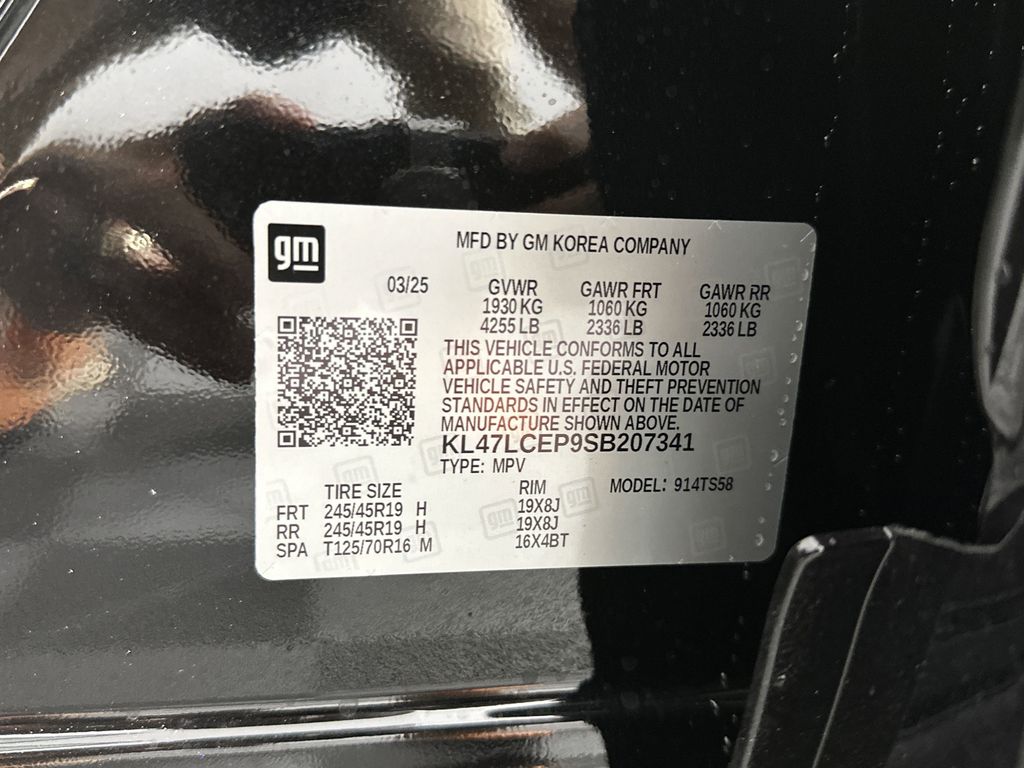 gm
MFD BY GM KOREA COMPANY
03/25 GVWR GAWR FRT GAWR RR
1930 KG 1060 KG 1060 KG
4255 LB 2336 LB 2336 LB
THIS VEHICLE CONFORMS TO ALL
APPLICABLE U.S. FEDERAL MOTOR
VEHICLE SAFETY AND THEFT PREVENTION
STANDARDS IN EFFECT ON THE DATE OF
MANUFACTURE SHOWN ABOVE.
KL47LCEP9SB207341
TYPE: MPV
TIRE SIZE RIM MODEL: 914TS58
FRT 245/45R19 H 19X8J
RR 245/45R19 H 19X8J
SPA T125/70R16 M 16X4BT